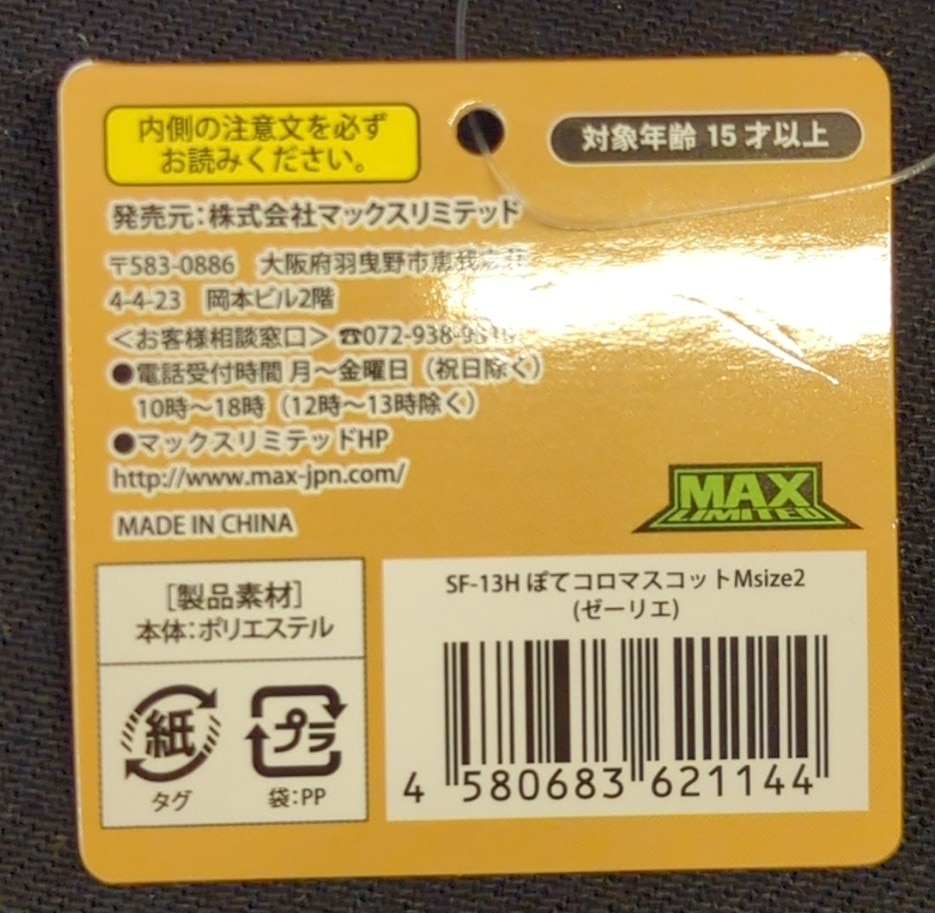 内側の注意文を必ず
お読みください。
対象年齢 15才以上
発売元：株式会社マックスリミテッド
〒583-0886 大阪府羽曳野市恵我之荘
4-4-23 岡本ビル2階
＜お客様相談窓口＞ ☎072-938-
●電話受付時間 月～金曜日（祝日除く）
10時～18時（12時～13時除く）
●マックスリミテッドHP
http://www.max-jpn.com/
MADE IN CHINA
MAX
LIMITED
[製品素材]
本体：ポリエステル
紙
タグ
プラ
袋：PP
SF-13H ぽてコロマスコットMsize2
(ゼーリエ)
4 580683 621144